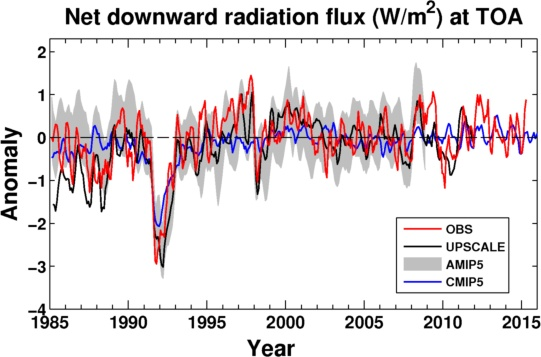 Net downward radiation flux (W/m²) at TOA
2
1
0
−1
−2
−3
−4
Anomaly
OBS
UPSCALE
AMIP5
CMIP5
1985 1990 1995 2000 2005 2010 2015
Year